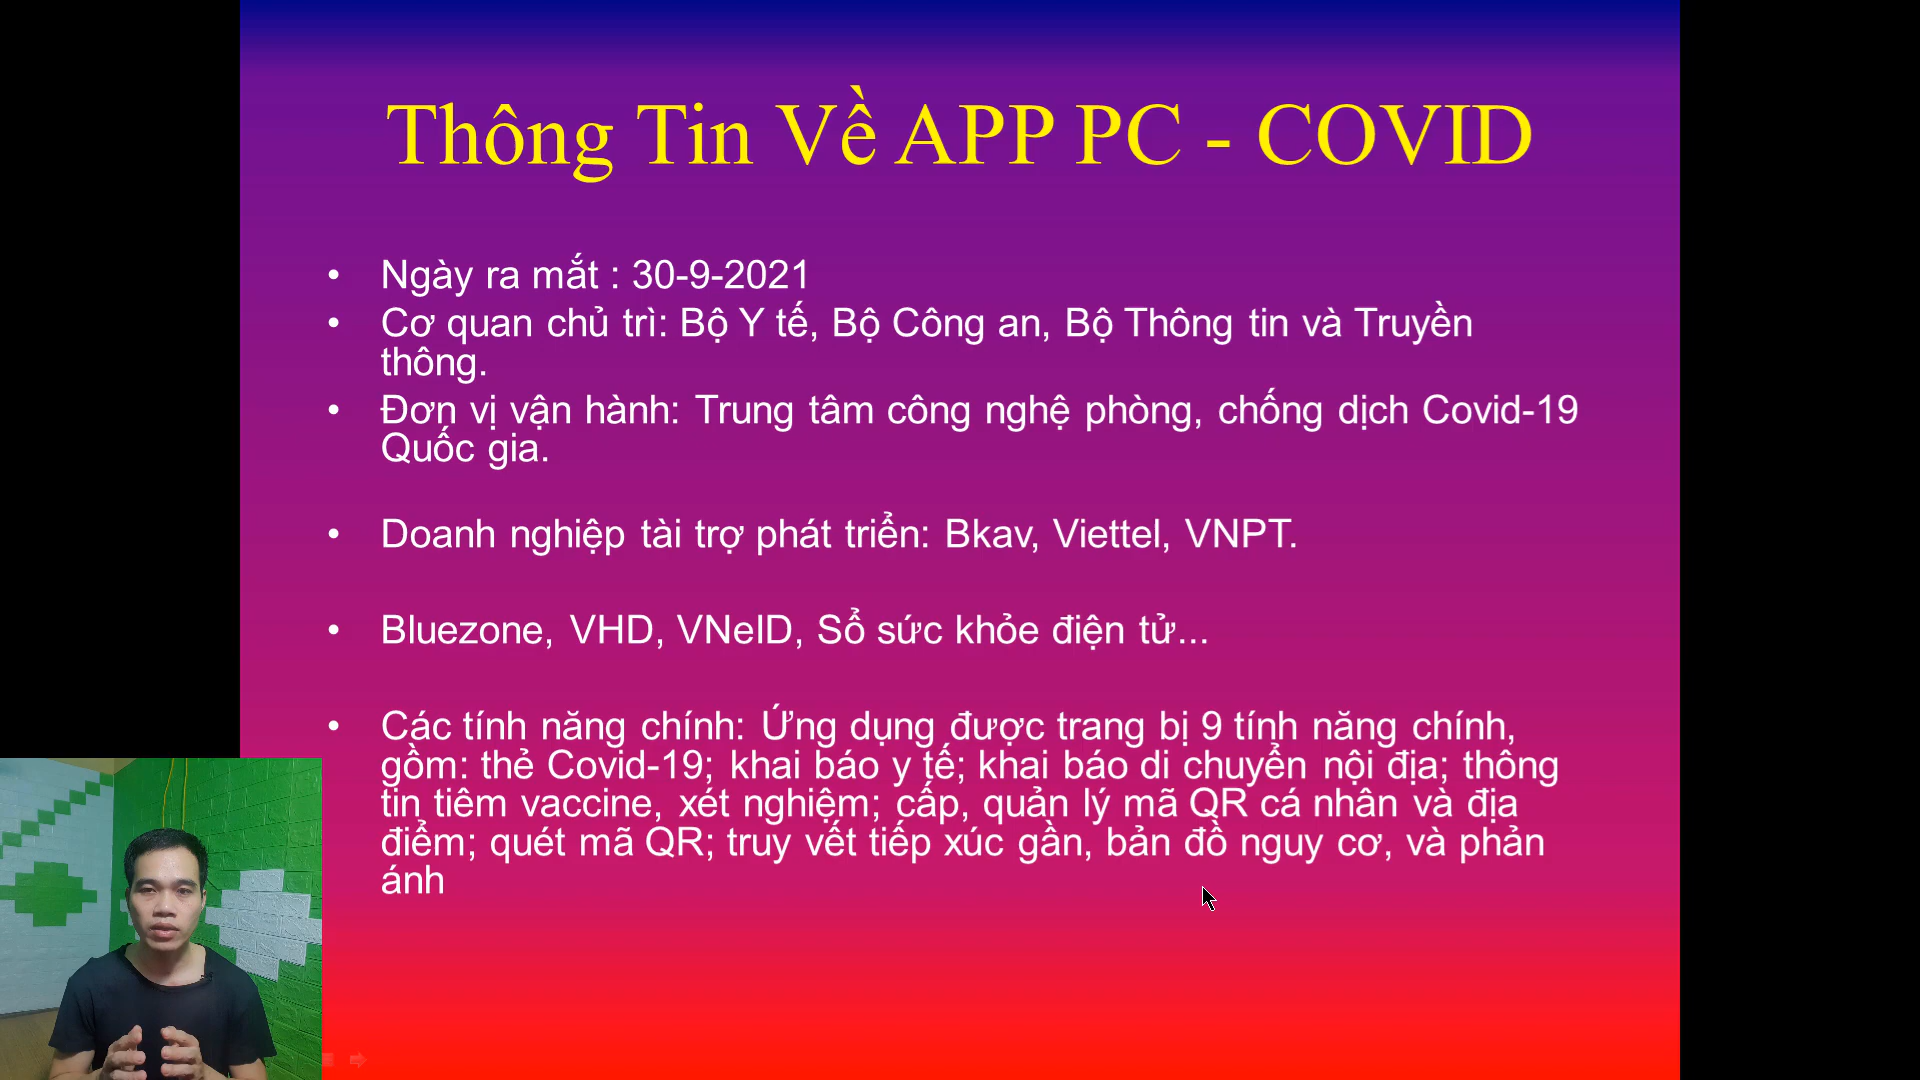 Thông Tin Về APP PC - COVID
• Ngày ra mắt : 30-9-2021
• Cơ quan chủ trì: Bộ Y tế, Bộ Công an, Bộ Thông tin và Truyền
thông.
• Đơn vị vận hành: Trung tâm công nghệ phòng, chống dịch Covid-19
Quốc gia.
• Doanh nghiệp tài trợ phát triển: Bkav, Viettel, VNPT.
• Bluezone, VHD, VNeID, Sổ sức khỏe điện tử...
• Các tính năng chính: Ứng dụng được trang bị 9 tính năng chính,
gồm: thẻ Covid-19; khai báo y tế; khai báo di chuyển nội địa; thông
tin tiêm vaccine, xét nghiệm; cấp, quản lý mã QR cá nhân và địa
điểm; quét mã QR; truy vết tiếp xúc gần, bản đồ nguy cơ, và phản
ánh